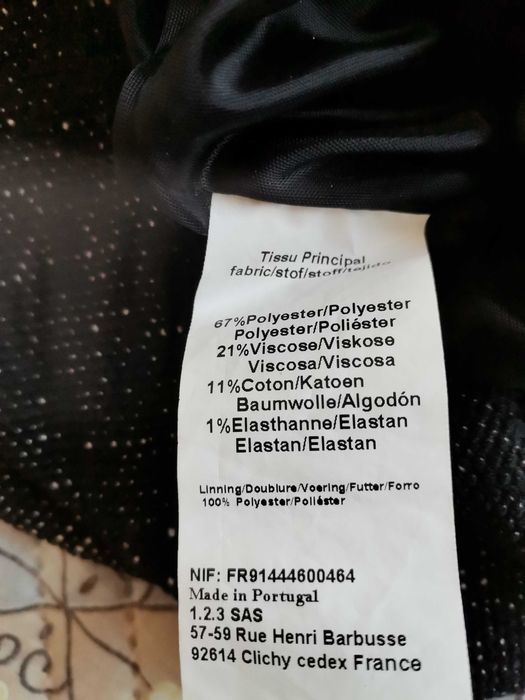 Tissu Principal
fabric/stof/stoff/tejido
67%Polyester/Polyester
Polyester/Poliéster
21%Viscose/Viskose
Viscosa/Viscosa
11%Coton/Katoen
Baumwolle/Algodón
1%Elasthanne/Elastan
Elastan/Elastan
Linning/Doublure/Voering/Futter/Forro
100% Polyester/Poliéster
NIF: FR91444600464
Made in Portugal
1.2.3 SAS
57-59 Rue Henri Barbusse
92614 Clichy cedex France